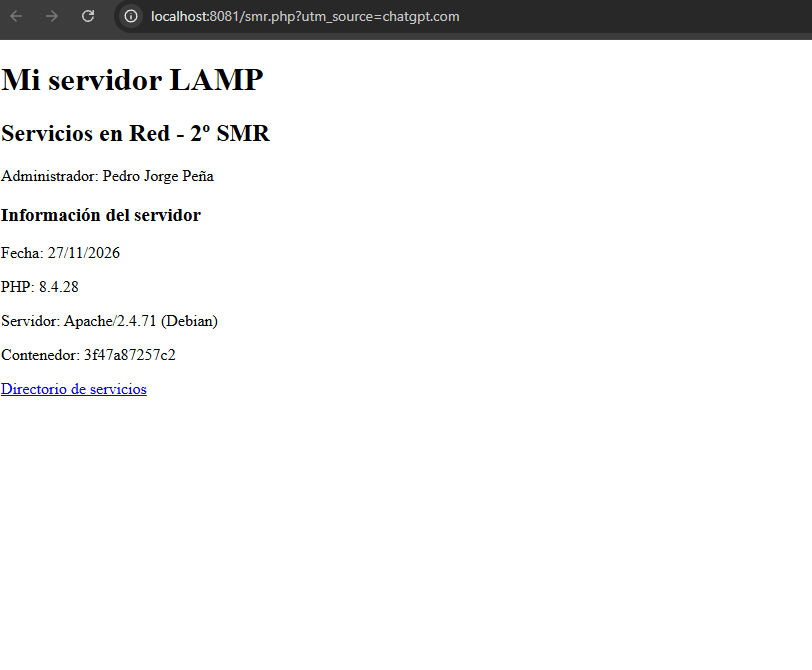 localhost:8081/smr.php?utm_source=chatgpt.com
Mi servidor LAMP
Servicios en Red - 2º SMR
Administrador: Pedro Jorge Peña
Información del servidor
Fecha: 27/11/2026
PHP: 8.4.28
Servidor: Apache/2.4.71 (Debian)
Contenedor: 3f47a87257c2
Directorio de servicios